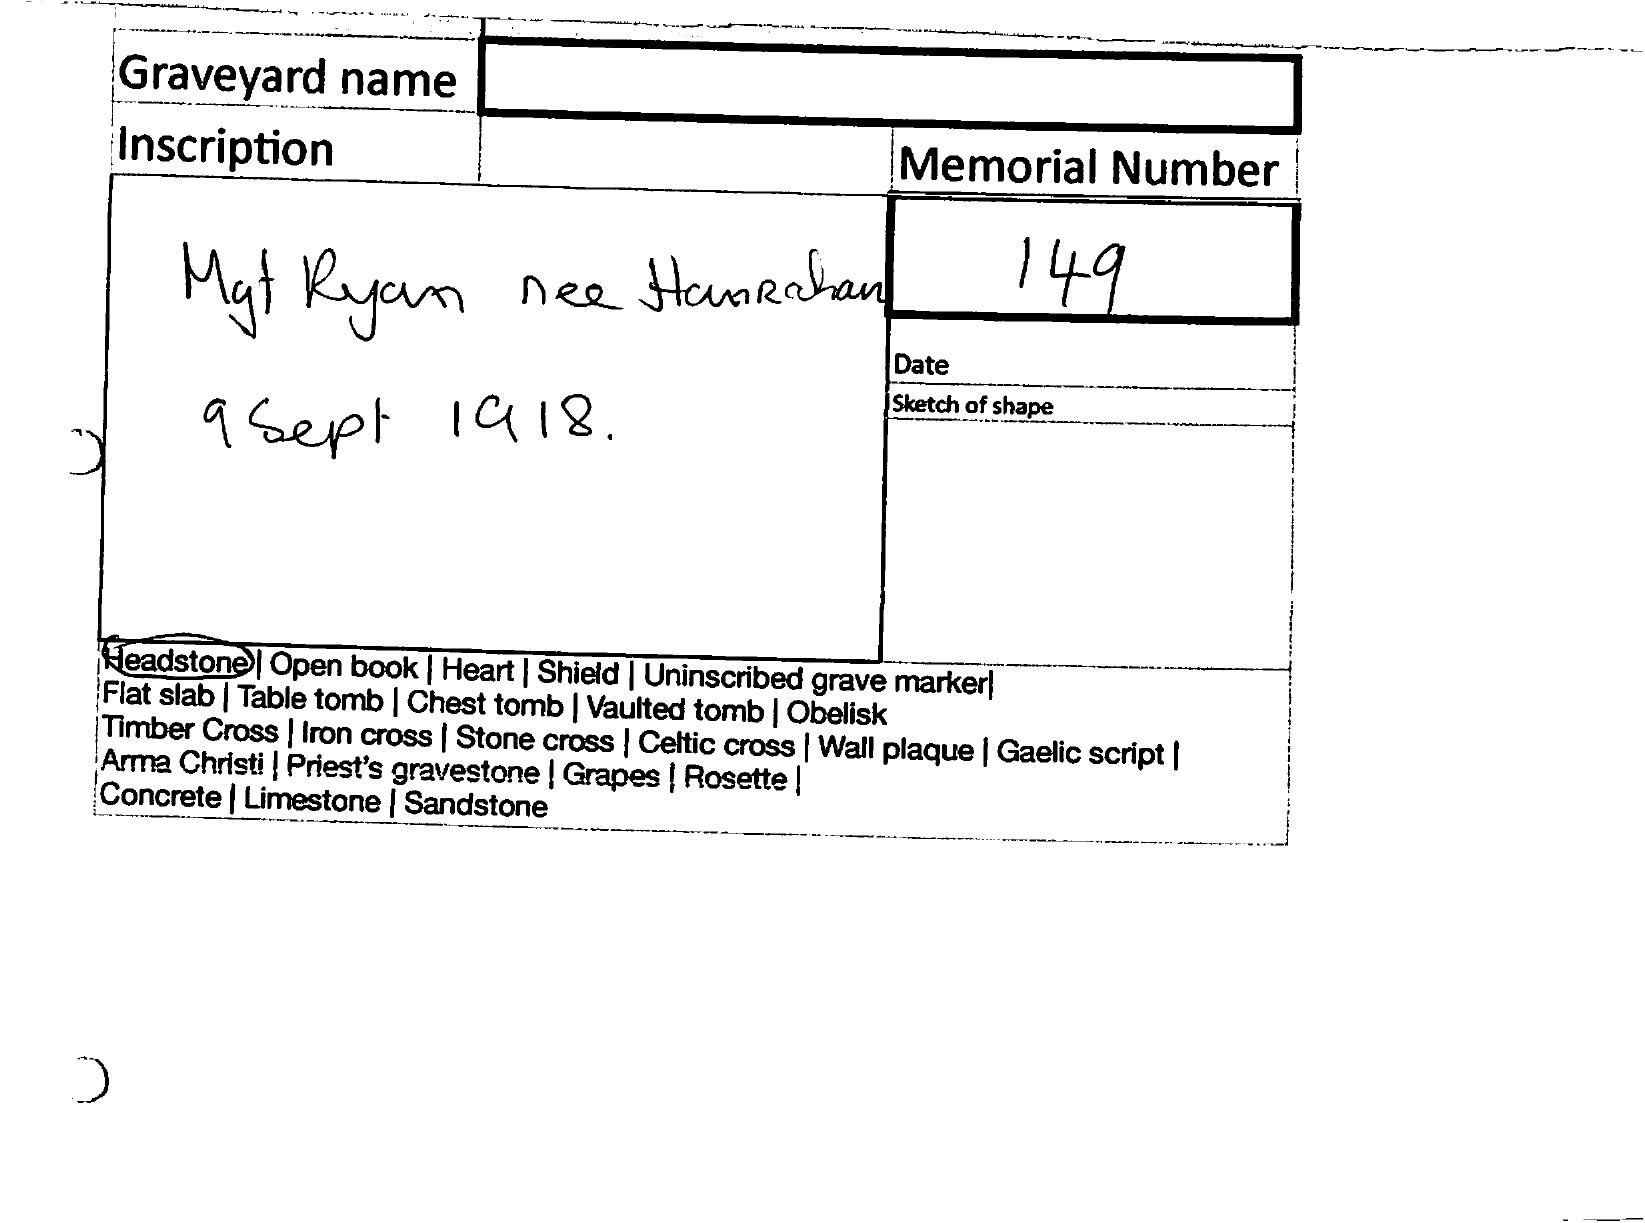 Graveyard name
Inscription
Memorial Number
Mgt Ryan nee Hanrahan
149
9 Sept 1918.
Date
Sketch of shape
Headstone | Open book | Heart | Shield | Uninscribed grave marker|
Flat slab | Table tomb | Chest tomb | Vaulted tomb | Obelisk
Timber Cross | Iron cross | Stone cross | Celtic cross | Wall plaque | Gaelic script |
Arma Christi | Priest's gravestone | Grapes | Rosette |
Concrete | Limestone | Sandstone